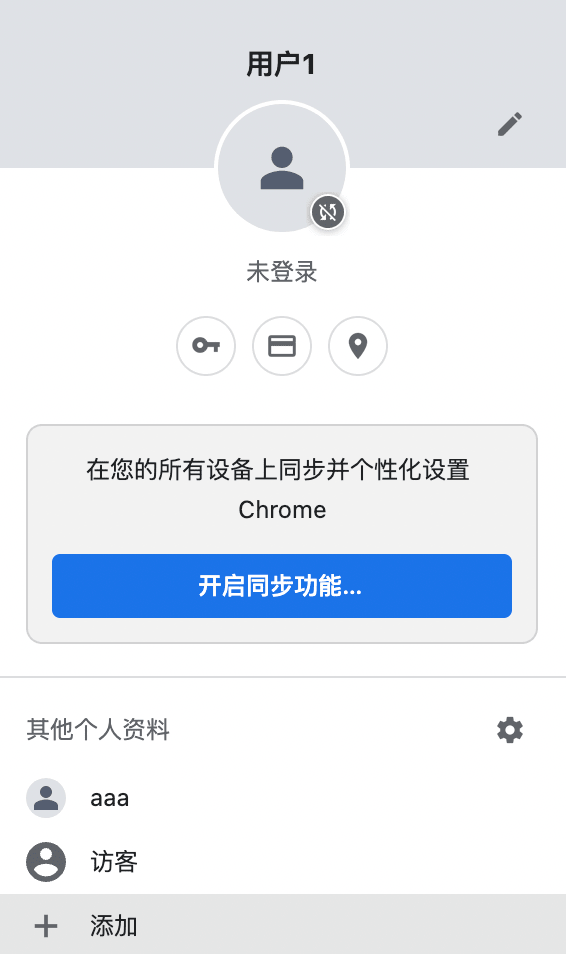 用户1
未登录
在您的所有设备上同步并个性化设置
Chrome
开启同步功能...
其他个人资料
aaa
访客
添加